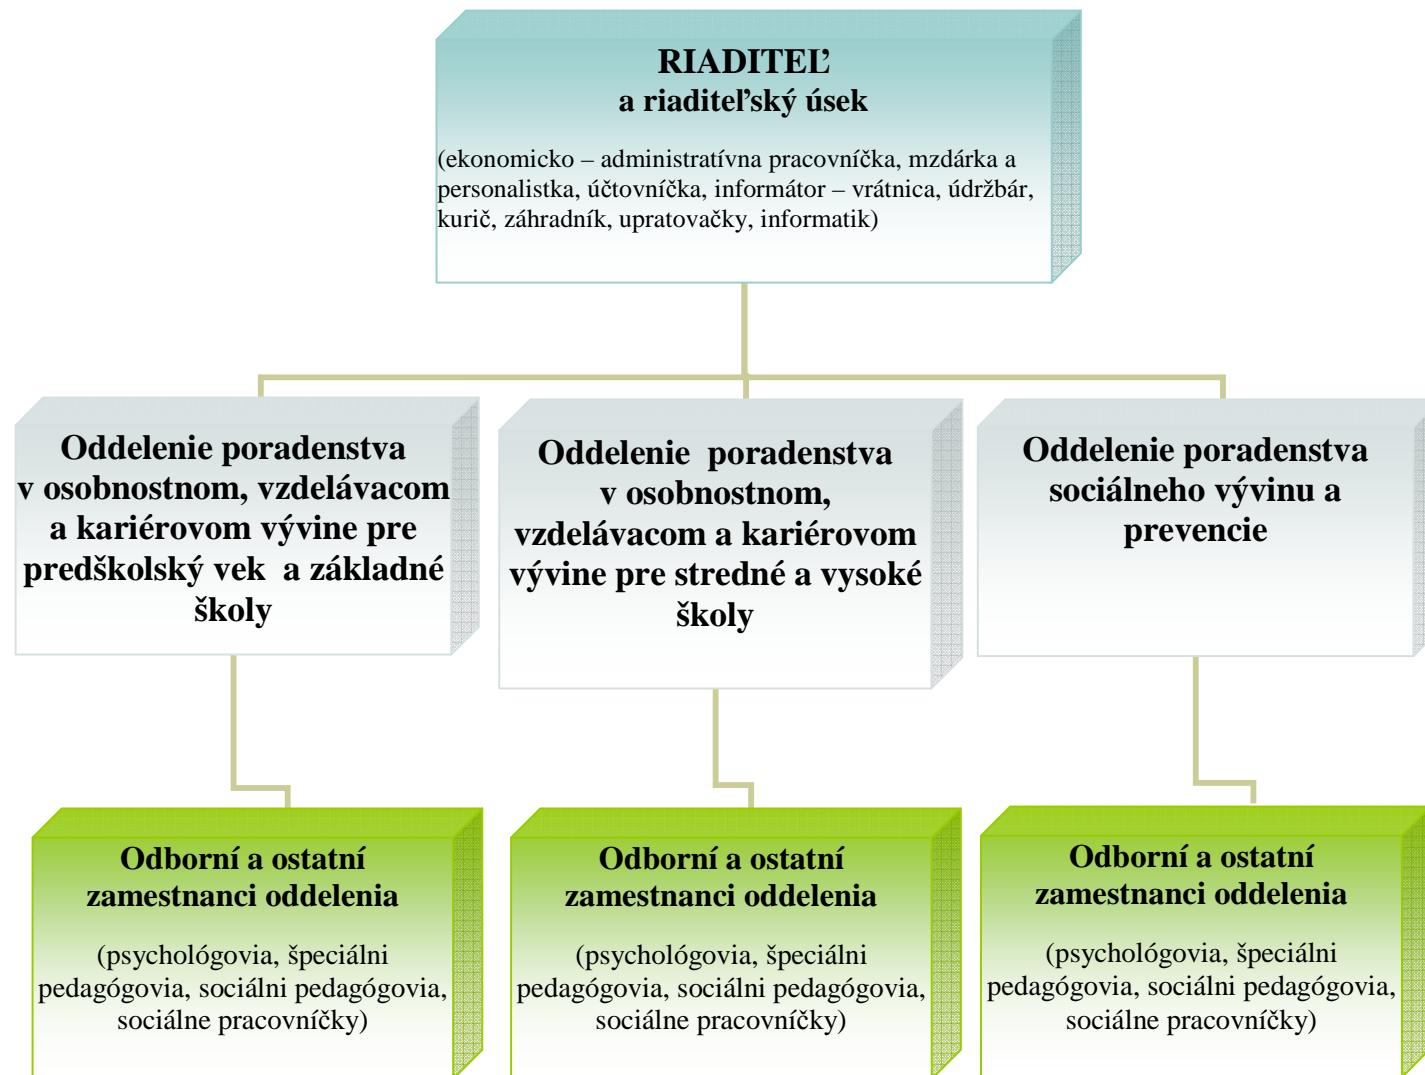 RIADITEĽ
a riaditeľský úsek
(ekonomicko – administratívna pracovníčka, mzdárka a
personalistka, účtovníčka, informátor – vrátnica, údržbár,
kurič, záhradník, upratovačky, informatik)
Oddelenie poradenstva
v osobnostnom, vzdelávacom
a kariérovom vývine pre
predškolský vek a základné
školy
Oddelenie poradenstva
v osobnostnom,
vzdelávacom a kariérovom
vývine pre stredné a vysoké
školy
Oddelenie poradenstva
sociálneho vývinu a
prevencie
Odborní a ostatní
zamestnanci oddelenia
(psychológovia, špeciálni
pedagógovia, sociálni pedagógovia,
sociálne pracovníčky)
Odborní a ostatní
zamestnanci oddelenia
(psychológovia, špeciálni
pedagógovia, sociálni pedagógovia,
sociálne pracovníčky)
Odborní a ostatní
zamestnanci oddelenia
(psychológovia, špeciálni
pedagógovia, sociálni pedagógovia,
sociálne pracovníčky)